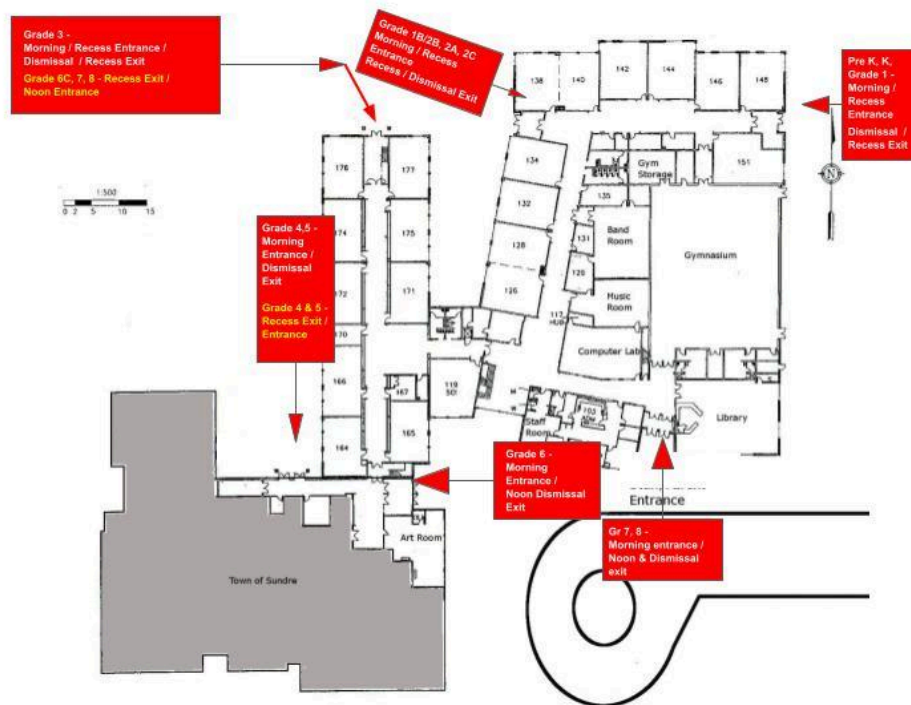 Grade 3 -
Morning / Recess Entrance /
Dismissal / Recess Exit
Grade 6C, 7, 8 - Recess Exit /
Noon Entrance
Grade 1B/2B, 2A, 2C
Morning / Recess
Entrance
Recess / Dismissal Exit
Pre K, K,
Grade 1 -
Morning /
Recess
Entrance
Dismissal /
Recess Exit
138
140
142
144
146
148
N
1:500
0 2 5 10 15
176
177
134
Gym
Storage
151
132
135
174
175
Band
Room
131
128
Gymnasium
129
Grade 4,5 -
Morning
Entrance /
Dismissal
Exit
Grade 4 & 5 -
Recess Exit /
Entrance
172
171
126
Music
Room
117
HUB
170
Computer Lab
166
167
119
501
103
ADM
Staff
Room
Library
164
165
Grade 6 -
Morning
Entrance /
Noon Dismissal
Exit
Entrance
Gr 7, 8 -
Morning entrance /
Noon & Dismissal
exit
Art Room
Town of Sundre